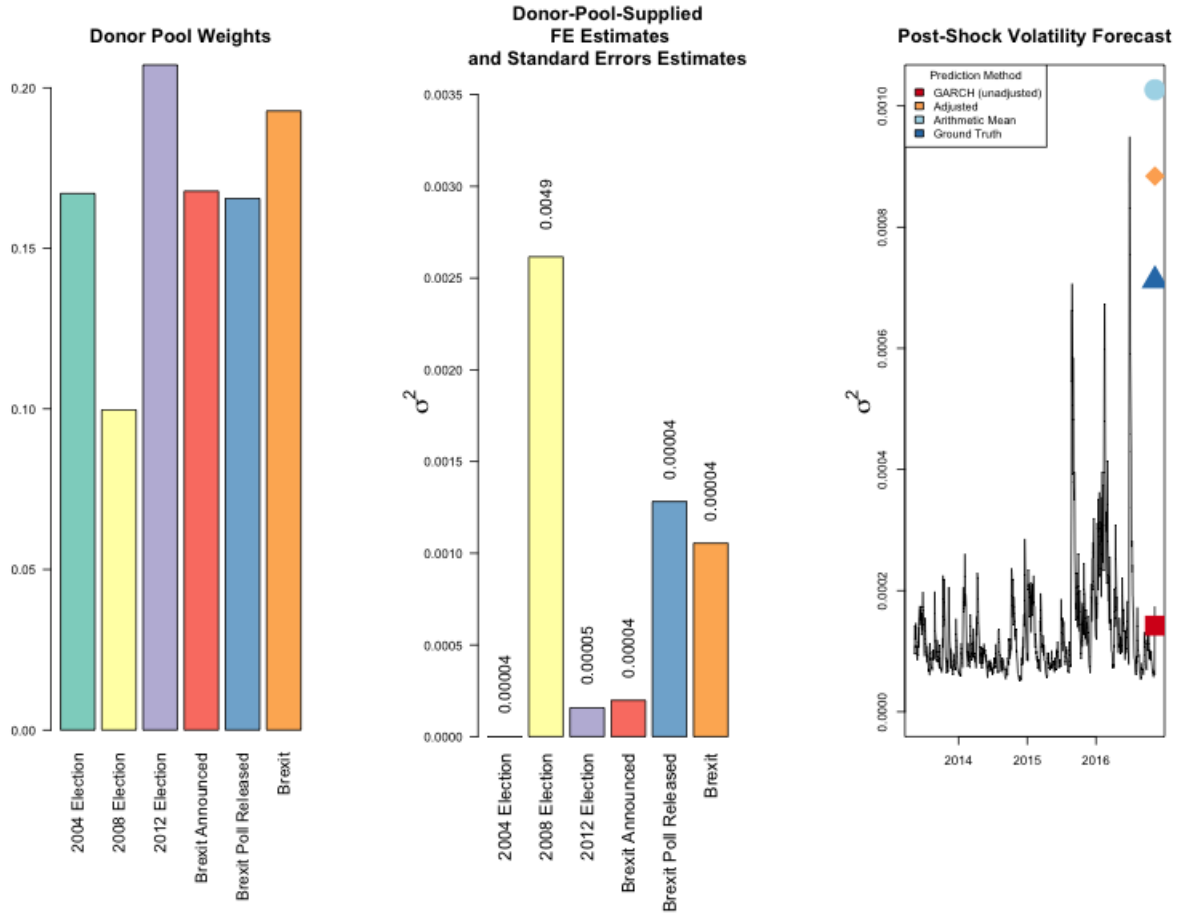 Donor Pool Weights
0.20
0.15
0.10
0.05
0.00
2004 Election
2008 Election
2012 Election
Brexit Announced
Brexit Poll Released
Brexit
Donor-Pool-Supplied
FE Estimates
and Standard Errors Estimates
σ²
0.0035
0.0030
0.0025
0.0020
0.0015
0.0010
0.0005
0.0000
0.00004
0.0049
0.00005
0.00004
0.00004
0.00004
2004 Election
2008 Election
2012 Election
Brexit Announced
Brexit Poll Released
Brexit
Post-Shock Volatility Forecast
Prediction Method
GARCH (unadjusted)
Adjusted
Arithmetic Mean
Ground Truth
σ²
0.0010
0.0008
0.0006
0.0004
0.0002
0.0000
2014
2015
2016